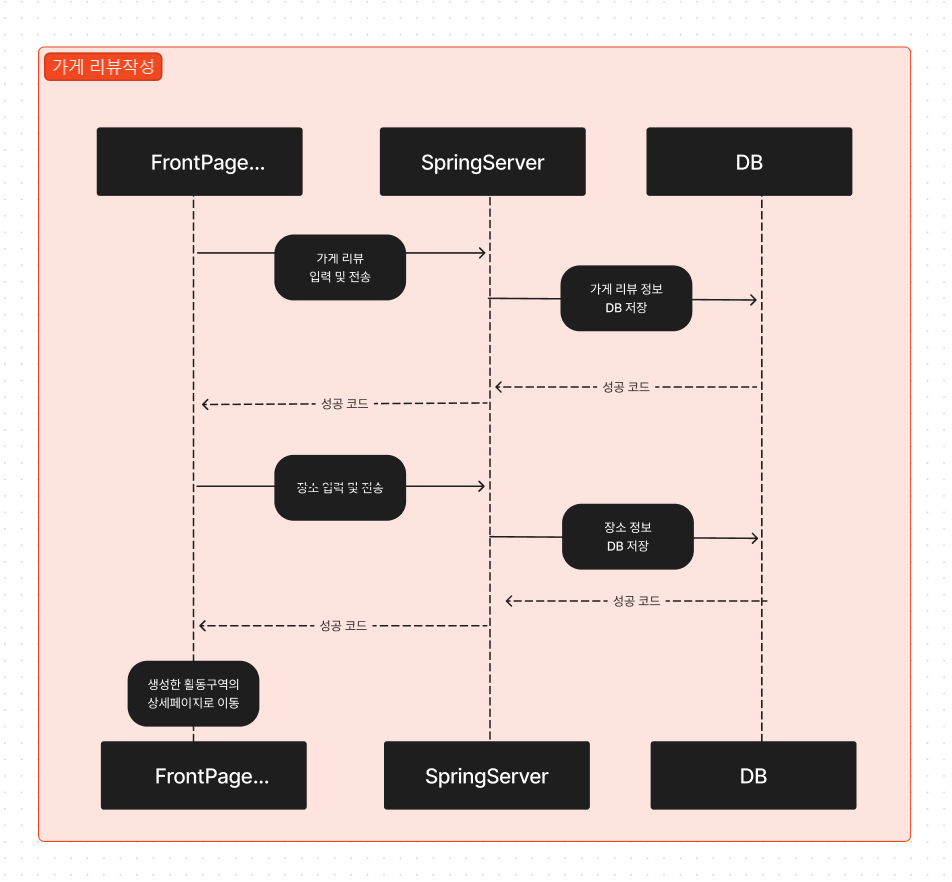 가게 리뷰작성
FrontPage...
SpringServer
DB
가게 리뷰
입력 및 전송
가게 리뷰 정보
DB 저장
성공 코드
성공 코드
장소 입력 및 전송
장소 정보
DB 저장
성공 코드
성공 코드
생성한 활동구역의
상세페이지로 이동
FrontPage...
SpringServer
DB